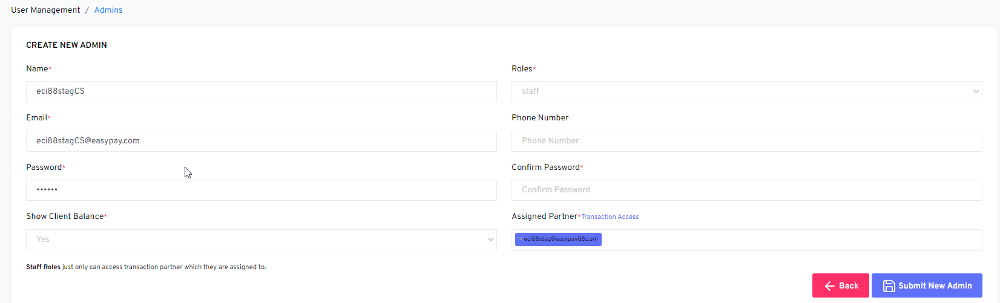 User Management / Admins
CREATE NEW ADMIN
Name*
Roles*
eci88stagCS
staff
Email*
Phone Number
eci88stagCS@easypay.com
Phone Number
Password*
Confirm Password*
••••••
Confirm Password
Show Client Balance*
Assigned Partner*Transaction Access
Yes
×eci88stag@easypay88.com
Staff Roles just only can access transaction partner which they are assigned to.
Back
Submit New Admin